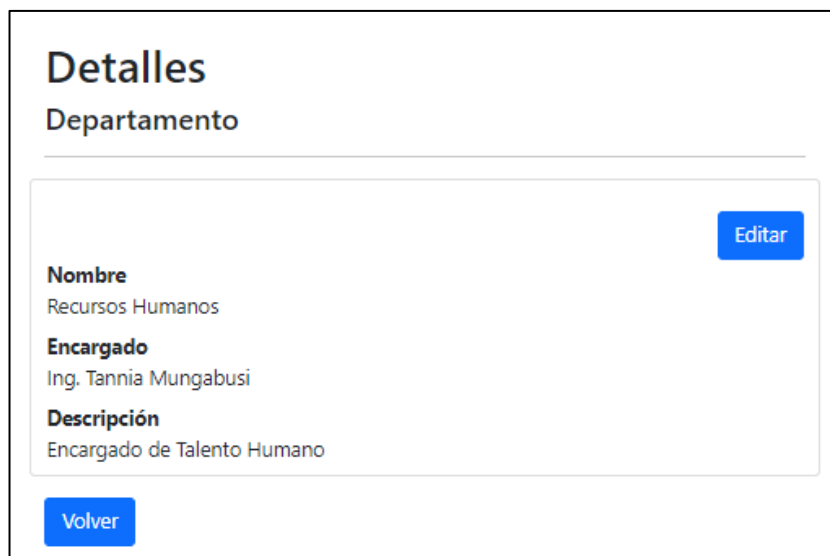 Detalles
Departamento
Editar
Nombre
Recursos Humanos
Encargado
Ing. Tannia Mungabusi
Descripción
Encargado de Talento Humano
Volver